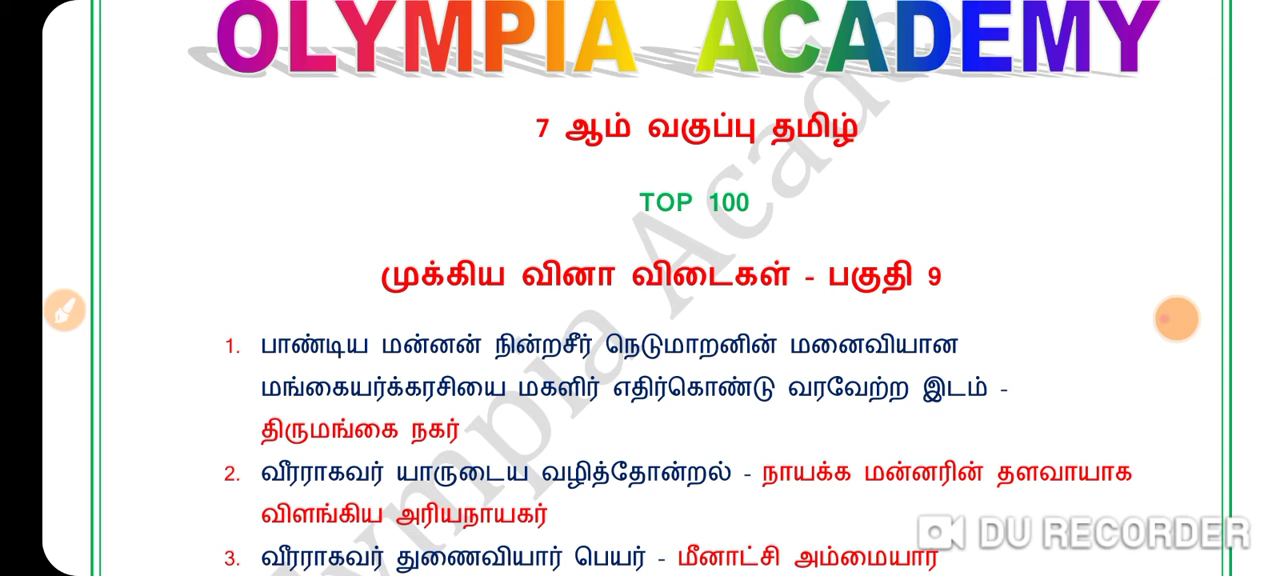 OLYMPIA ACADEMY
7 ஆம் வகுப்பு தமிழ்
TOP 100
முக்கிய வினா விடைகள் - பகுதி 9
1. பாண்டிய மன்னன் நின்றசீர் நெடுமாறனின் மனைவியான
மங்கையர்க்கரசியை மகளிர் எதிர்கொண்டு வரவேற்ற இடம் -
திருமங்கை நகர்
2. வீரராகவர் யாருடைய வழித்தோன்றல் - நாயக்க மன்னரின் தளவாயாக
விளங்கிய அரியநாயகர்
3. வீரராகவர் துணைவியார் பெயர் - மீனாட்சி அம்மையார்
Olympia Academy
DU RECORDER